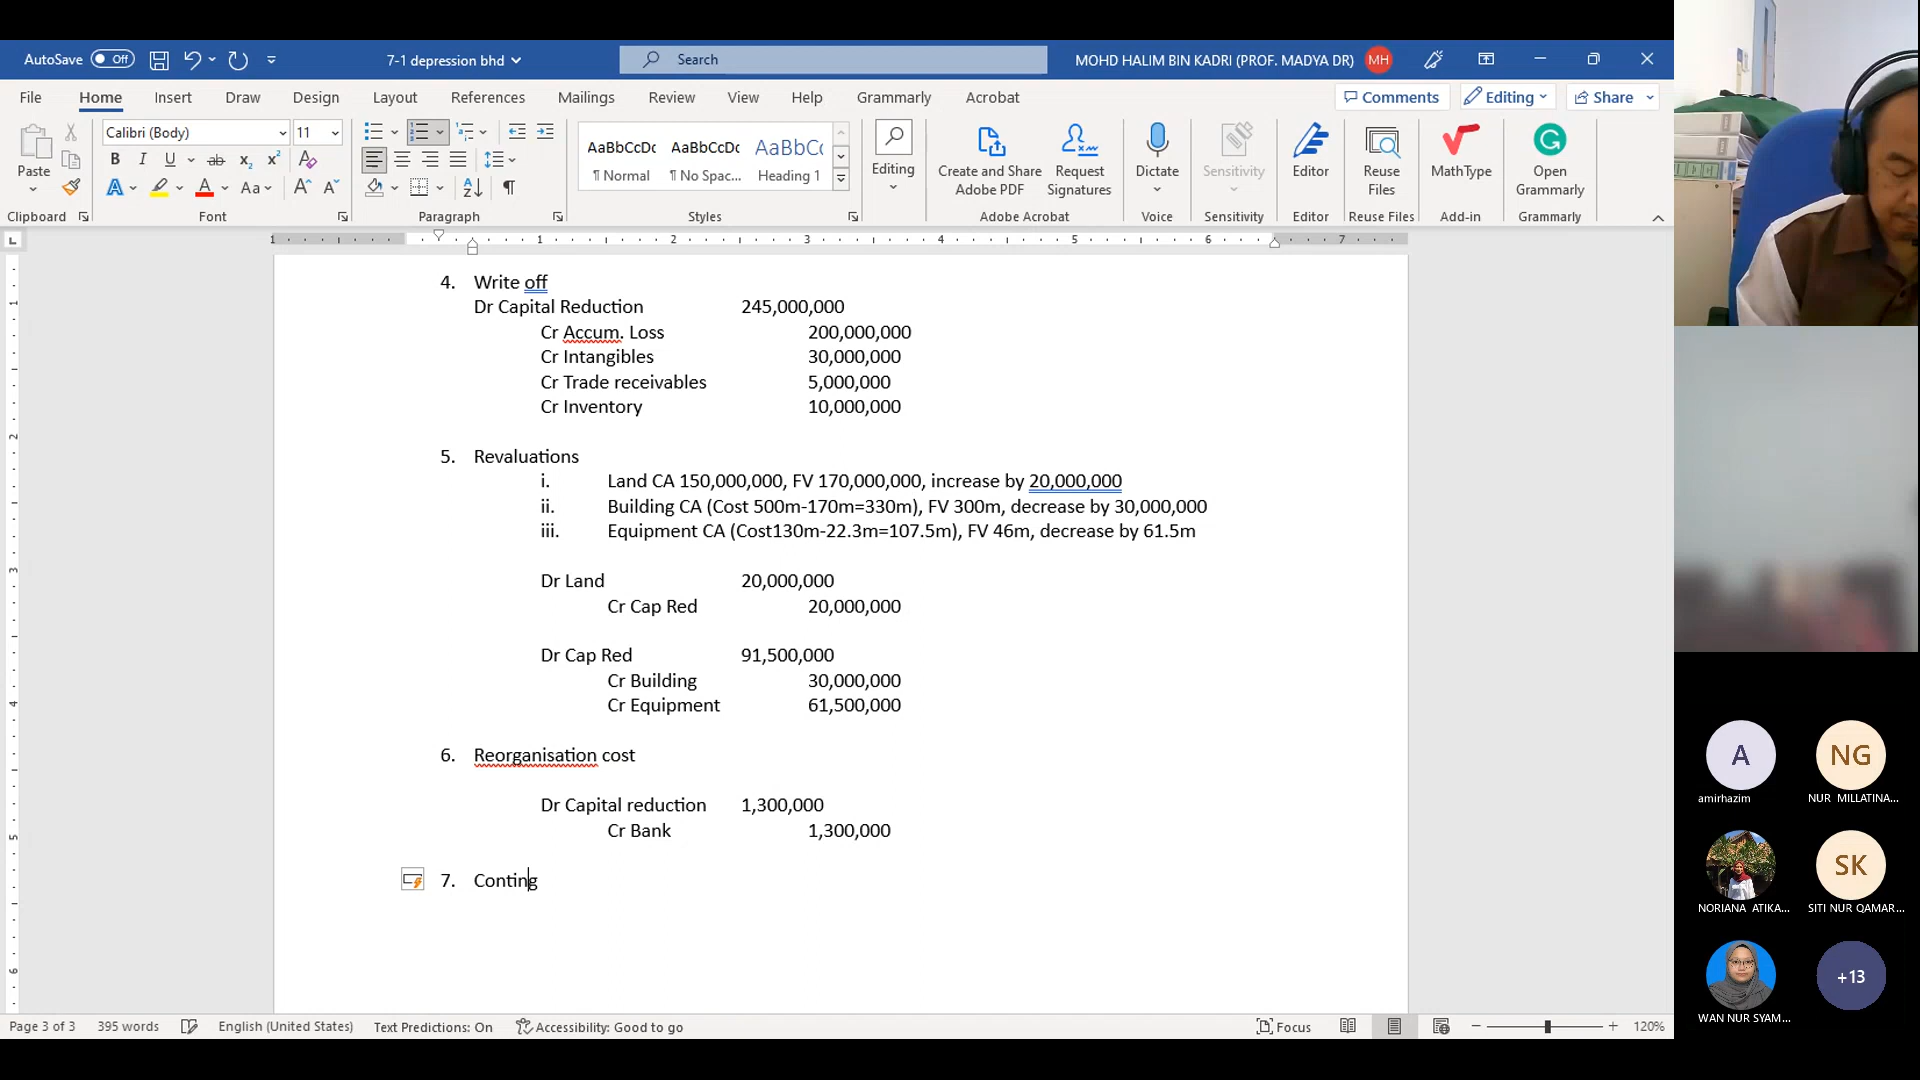 AutoSave Off 7-1 depression bhd Search MOHD HALIM BIN KADRI (PROF. MADYA DR) MH
File Home Insert Draw Design Layout References Mailings Review View Help Grammarly Acrobat Comments Editing Share
Calibri (Body) 11
Paste
AaBbCcDc AaBbCcDc AaBbCc
¶ Normal ¶ No Spac... Heading 1
Editing
Create and Share Adobe PDF
Request Signatures
Dictate
Sensitivity
Editor
Reuse Files
MathType
Open Grammarly
Clipboard Font Paragraph Styles Adobe Acrobat Voice Sensitivity Editor Reuse Files Add-in Grammarly
4. Write off
Dr Capital Reduction 245,000,000
Cr Accum. Loss 200,000,000
Cr Intangibles 30,000,000
Cr Trade receivables 5,000,000
Cr Inventory 10,000,000
5. Revaluations
i. Land CA 150,000,000, FV 170,000,000, increase by 20,000,000
ii. Building CA (Cost 500m-170m=330m), FV 300m, decrease by 30,000,000
iii. Equipment CA (Cost130m-22.3m=107.5m), FV 46m, decrease by 61.5m
Dr Land 20,000,000
Cr Cap Red 20,000,000
Dr Cap Red 91,500,000
Cr Building 30,000,000
Cr Equipment 61,500,000
6. Reorganisation cost
Dr Capital reduction 1,300,000
Cr Bank 1,300,000
7. Conting
Page 3 of 3 395 words English (United States) Text Predictions: On Accessibility: Good to go Focus 120%
A NG
amirhazim NUR MILLATINA...
SK
NORIANA ATIKA... SITI NUR QAMAR...
+13
WAN NUR SYAM...